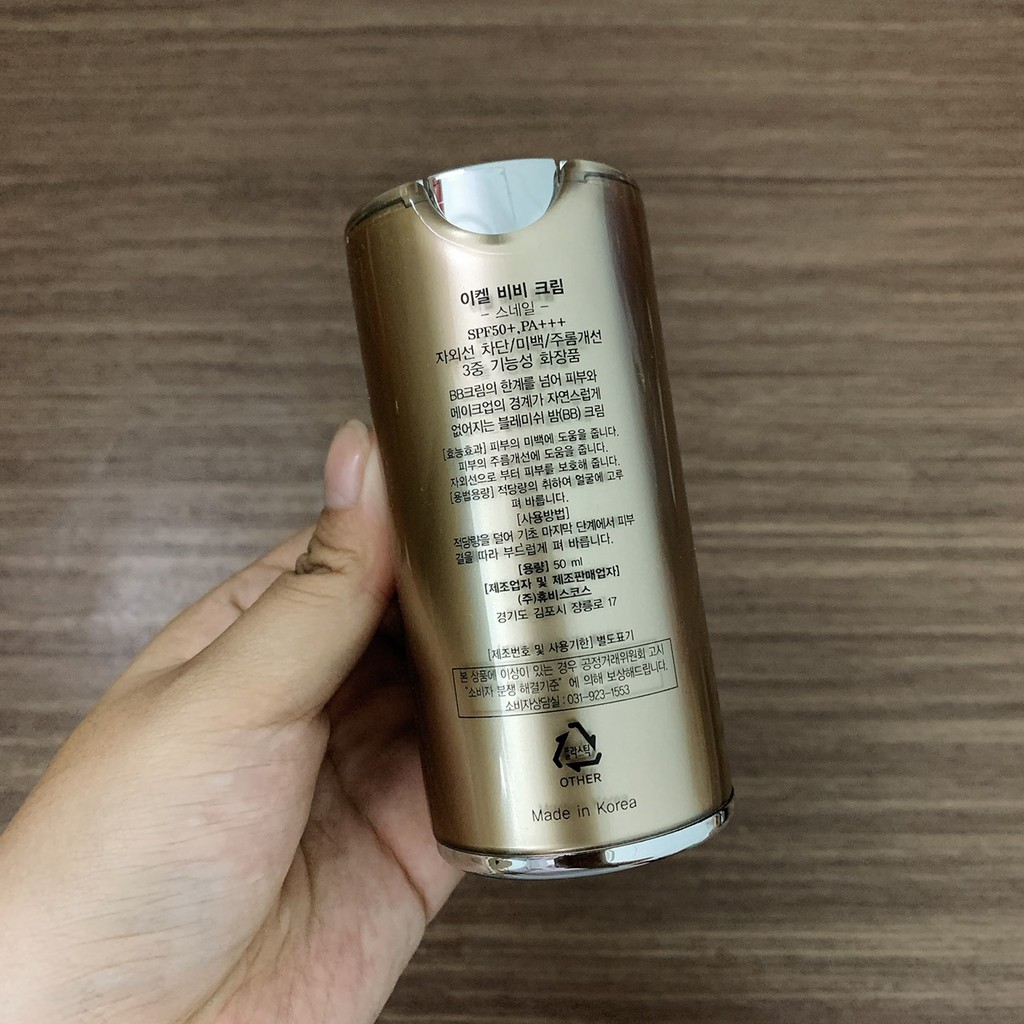 이켈 비비 크림
- 스네일 -
SPF50+,PA+++
자외선 차단/미백/주름개선
3중 기능성 화장품
BB크림의 한계를 넘어 피부와
메이크업의 경계가 자연스럽게
없어지는 블레미쉬 밤(BB) 크림
[효능효과] 피부의 미백에 도움을 줍니다.
피부의 주름개선에 도움을 줍니다.
자외선으로 부터 피부를 보호해 줍니다.
[용법용량] 적당량의 취하여 얼굴에 고루
펴 바릅니다.
[사용방법]
적당량을 덜어 기초 마지막 단계에서 피부
결을 따라 부드럽게 펴 바릅니다.
[용량] 50 ml
[제조업자 및 제조판매업자]
(주)휴비스코스
경기도 김포시 장릉로 17
[제조번호 및 사용기한] 별도표기
본 상품에 이상이 있는 경우 공정거래위원회 고시
"소비자 분쟁 해결기준" 에 의해 보상해드립니다.
소비자상담실 : 031-923-1553
플라스틱
OTHER
Made in Korea